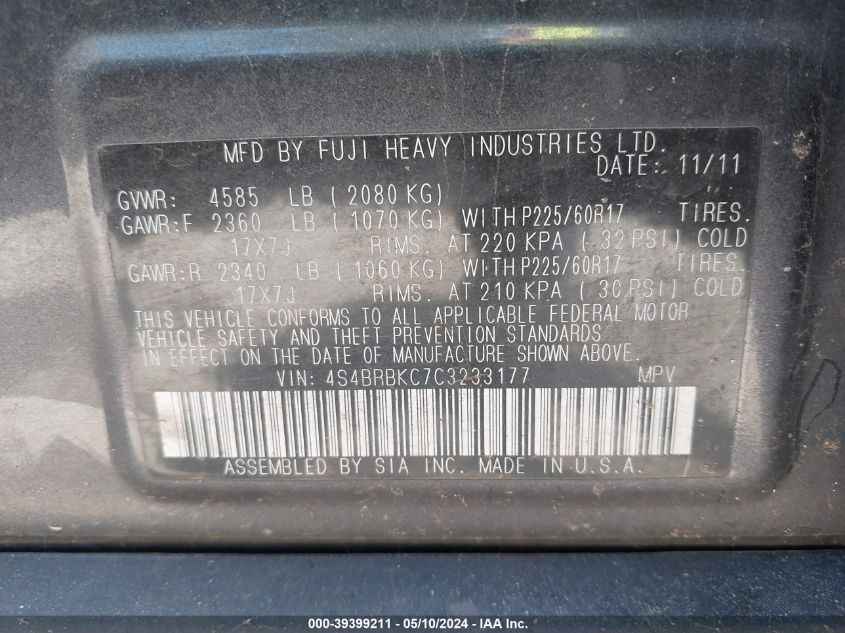 MFD BY FUJI HEAVY INDUSTRIES LTD.
DATE: 11/11
GVWR: 4585 LB ( 2080 KG)
GAWR:F 2360 LB ( 1070 KG) WITH P225/60R17 TIRES.
17X7J RIMS. AT 220 KPA ( 32 PSI) COLD
GAWR:R 2340 LB ( 1060 KG) WITH P225/60R17 TIRES.
17X7J RIMS. AT 210 KPA ( 30 PSI) COLD
THIS VEHICLE CONFORMS TO ALL APPLICABLE FEDERAL MOTOR
VEHICLE SAFETY AND THEFT PREVENTION STANDARDS
IN EFFECT ON THE DATE OF MANUFACTURE SHOWN ABOVE.
VIN: 4S4BRBKC7C3233177 MPV
ASSEMBLED BY SIA INC. MADE IN U.S.A.
000-39399211 - 05/10/2024 - IAAI.COM